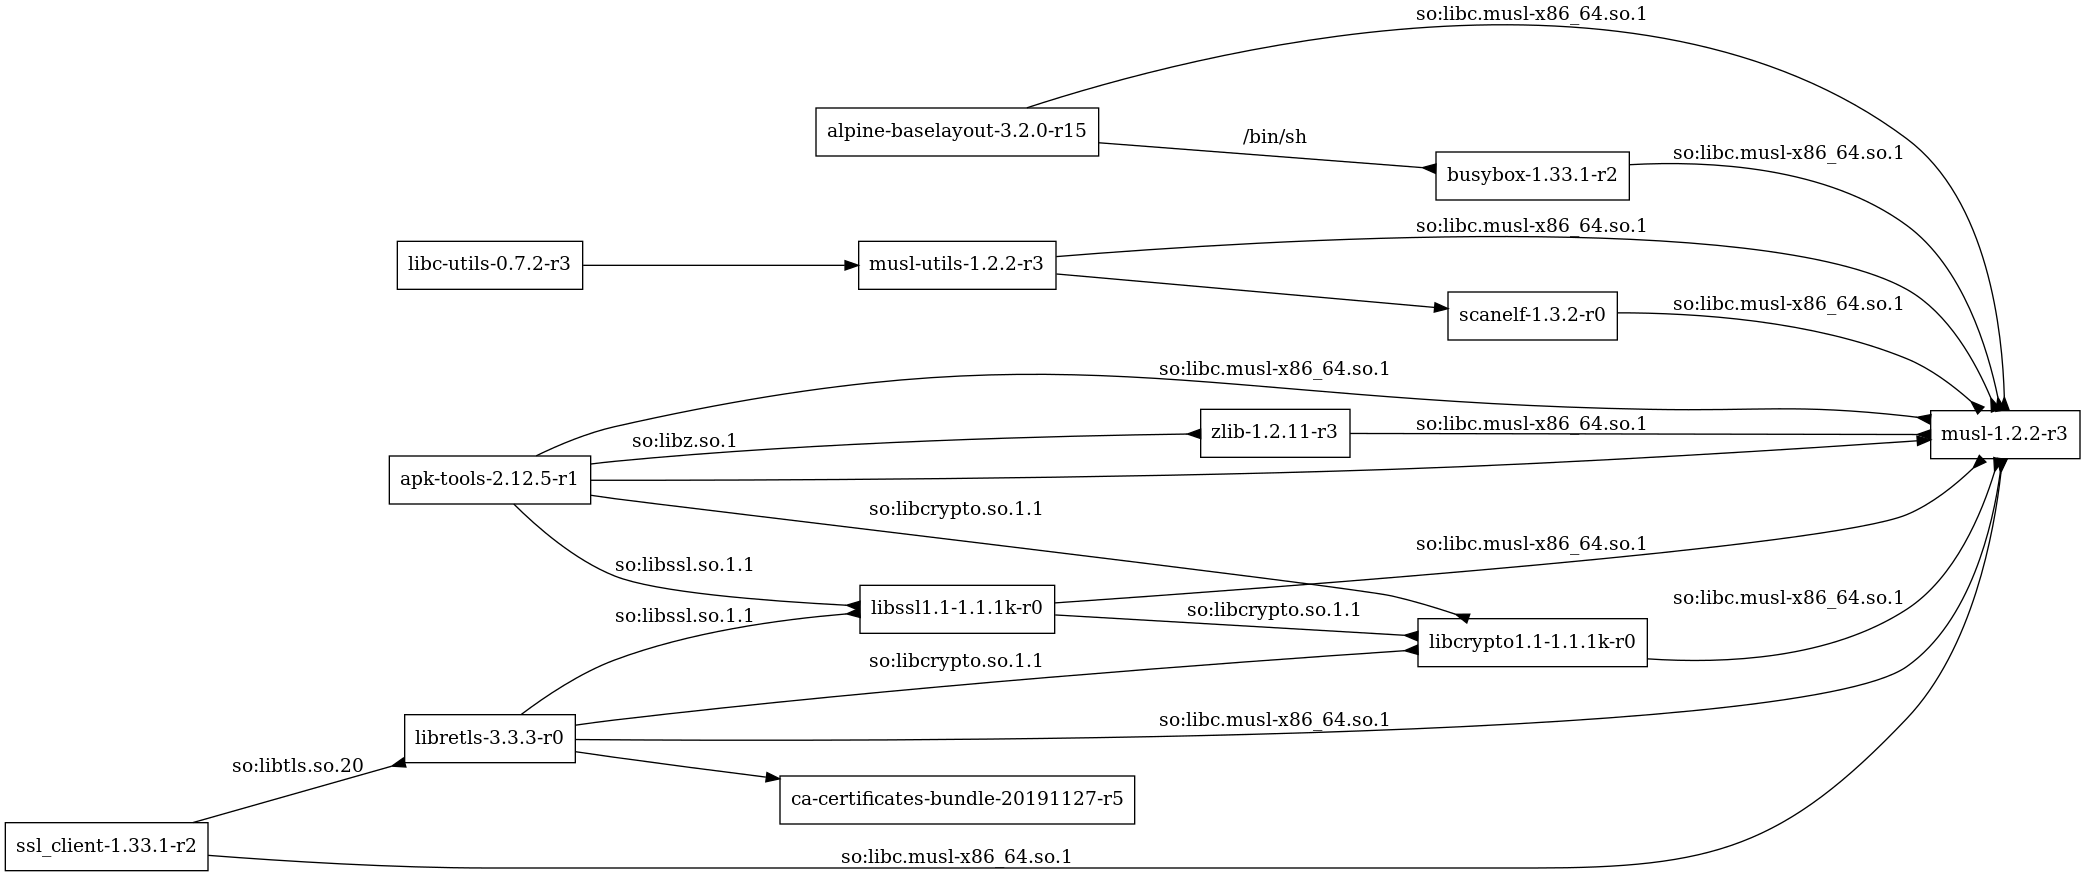 so:libc.musl-x86_64.so.1
alpine-baselayout-3.2.0-r15
/bin/sh
so:libc.musl-x86_64.so.1
busybox-1.33.1-r2
so:libc.musl-x86_64.so.1
libc-utils-0.7.2-r3
musl-utils-1.2.2-r3
so:libc.musl-x86_64.so.1
scanelf-1.3.2-r0
so:libc.musl-x86_64.so.1
so:libz.so.1
zlib-1.2.11-r3
so:libc.musl-x86_64.so.1
musl-1.2.2-r3
apk-tools-2.12.5-r1
so:libcrypto.so.1.1
so:libc.musl-x86_64.so.1
so:libssl.so.1.1
so:libc.musl-x86_64.so.1
libssl1.1-1.1.1k-r0
so:libssl.so.1.1
so:libcrypto.so.1.1
libcrypto1.1-1.1.1k-r0
so:libcrypto.so.1.1
so:libc.musl-x86_64.so.1
libretls-3.3.3-r0
so:libtls.so.20
ca-certificates-bundle-20191127-r5
ssl_client-1.33.1-r2
so:libc.musl-x86_64.so.1